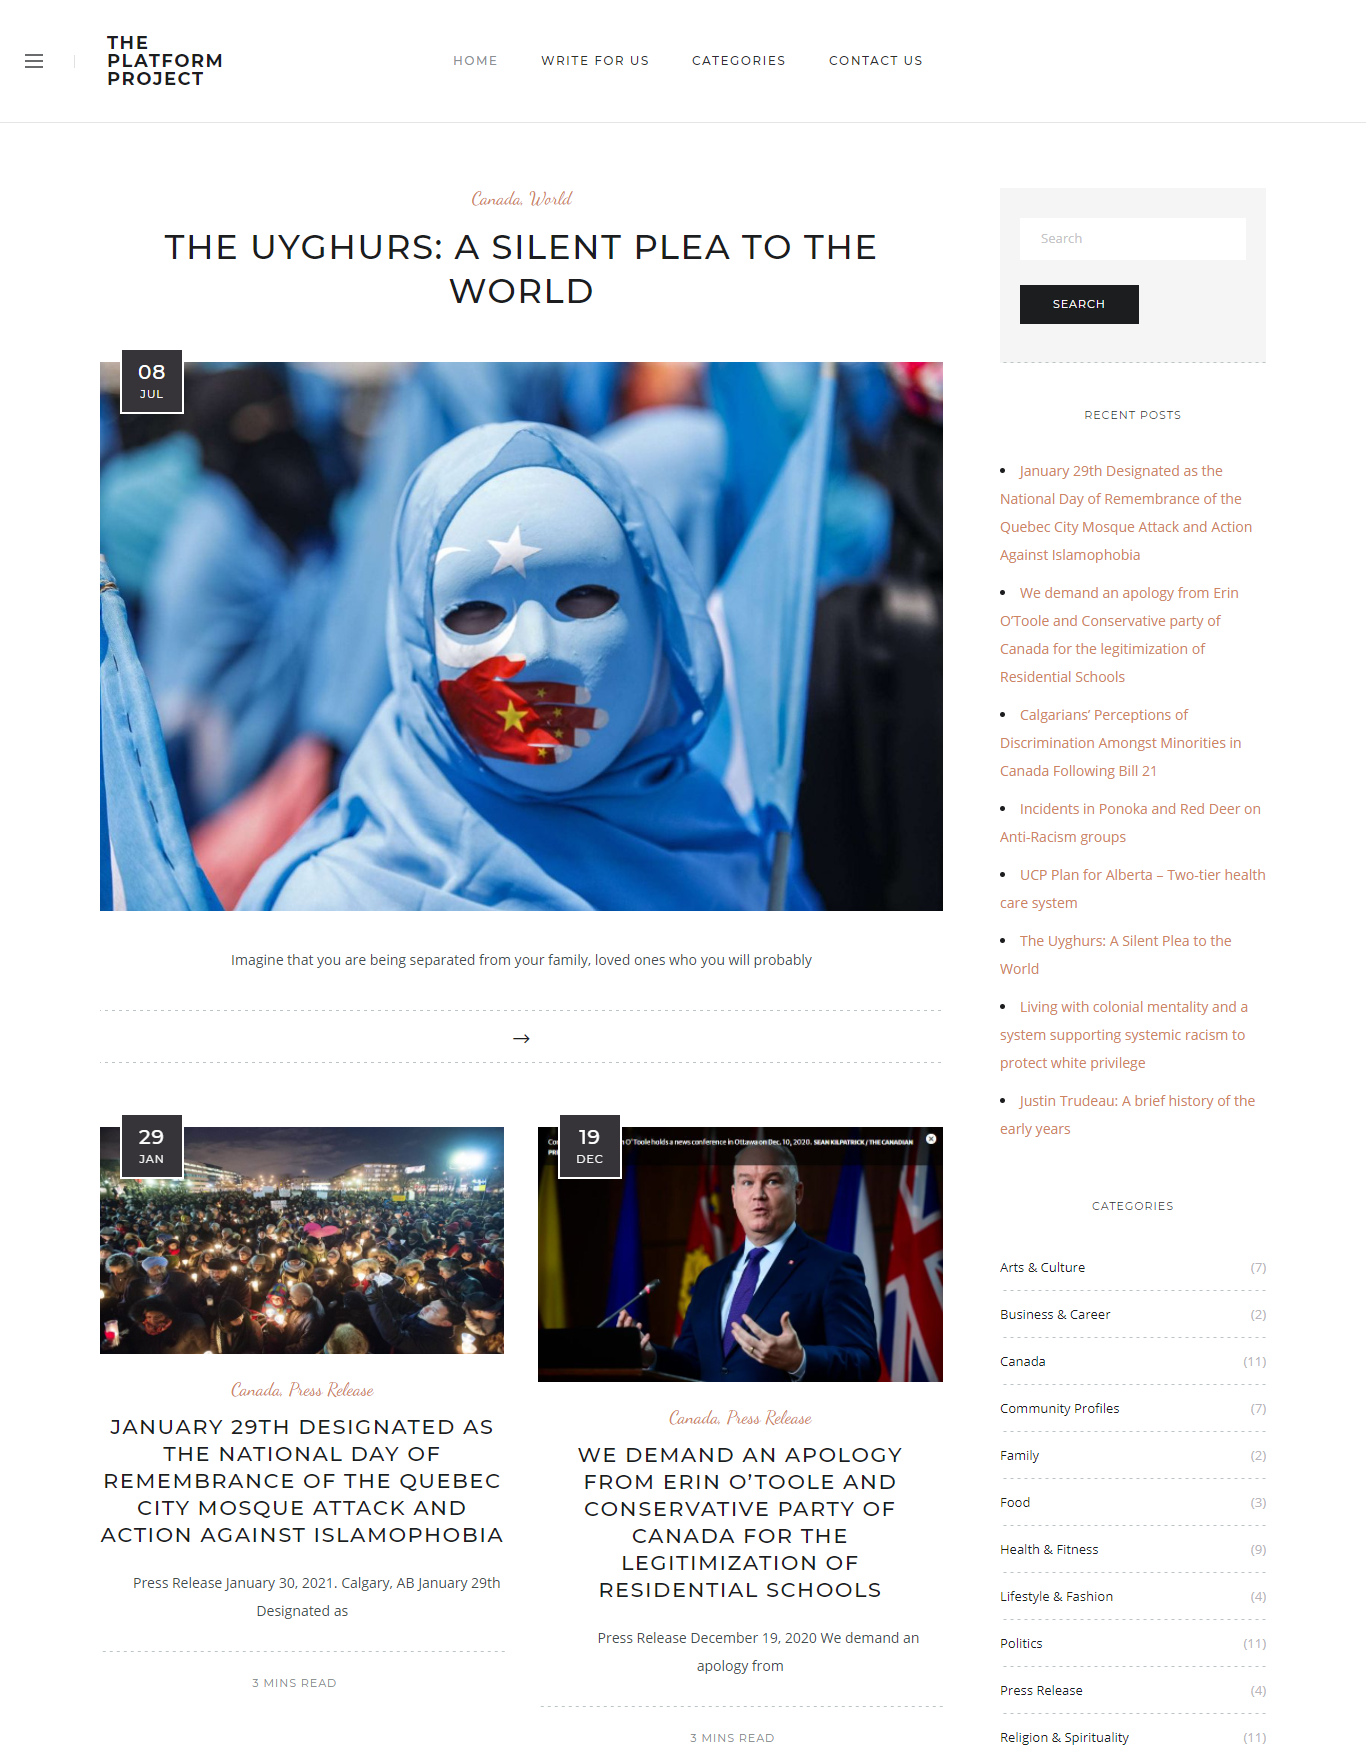 THE
PLATFORM
PROJECT
HOME
WRITE FOR US
CATEGORIES
CONTACT US
Canada, World
THE UYGHURS: A SILENT PLEA TO THE
WORLD
08
JUL
Imagine that you are being separated from your family, loved ones who you will probably
→
29
JAN
Canada, Press Release
JANUARY 29TH DESIGNATED AS
THE NATIONAL DAY OF
REMEMBRANCE OF THE QUEBEC
CITY MOSQUE ATTACK AND
ACTION AGAINST ISLAMOPHOBIA
Press Release January 30, 2021. Calgary, AB January 29th
Designated as
3 MINS READ
19
DEC
O'Toole holds a news conference in Ottawa on Dec. 10, 2020. SEAN KILPATRICK / THE CANADIAN
Canada, Press Release
WE DEMAND AN APOLOGY
FROM ERIN O'TOOLE AND
CONSERVATIVE PARTY OF
CANADA FOR THE
LEGITIMIZATION OF
RESIDENTIAL SCHOOLS
Press Release December 19, 2020 We demand an
apology from
3 MINS READ
Search
SEARCH
RECENT POSTS
• January 29th Designated as the
National Day of Remembrance of the
Quebec City Mosque Attack and Action
Against Islamophobia
• We demand an apology from Erin
O'Toole and Conservative party of
Canada for the legitimization of
Residential Schools
• Calgarians' Perceptions of
Discrimination Amongst Minorities in
Canada Following Bill 21
• Incidents in Ponoka and Red Deer on
Anti-Racism groups
• UCP Plan for Alberta – Two-tier health
care system
• The Uyghurs: A Silent Plea to the
World
• Living with colonial mentality and a
system supporting systemic racism to
protect white privilege
• Justin Trudeau: A brief history of the
early years
CATEGORIES
Arts & Culture (7)
Business & Career (2)
Canada (11)
Community Profiles (7)
Family (2)
Food (3)
Health & Fitness (9)
Lifestyle & Fashion (4)
Politics (11)
Press Release (4)
Religion & Spirituality (11)